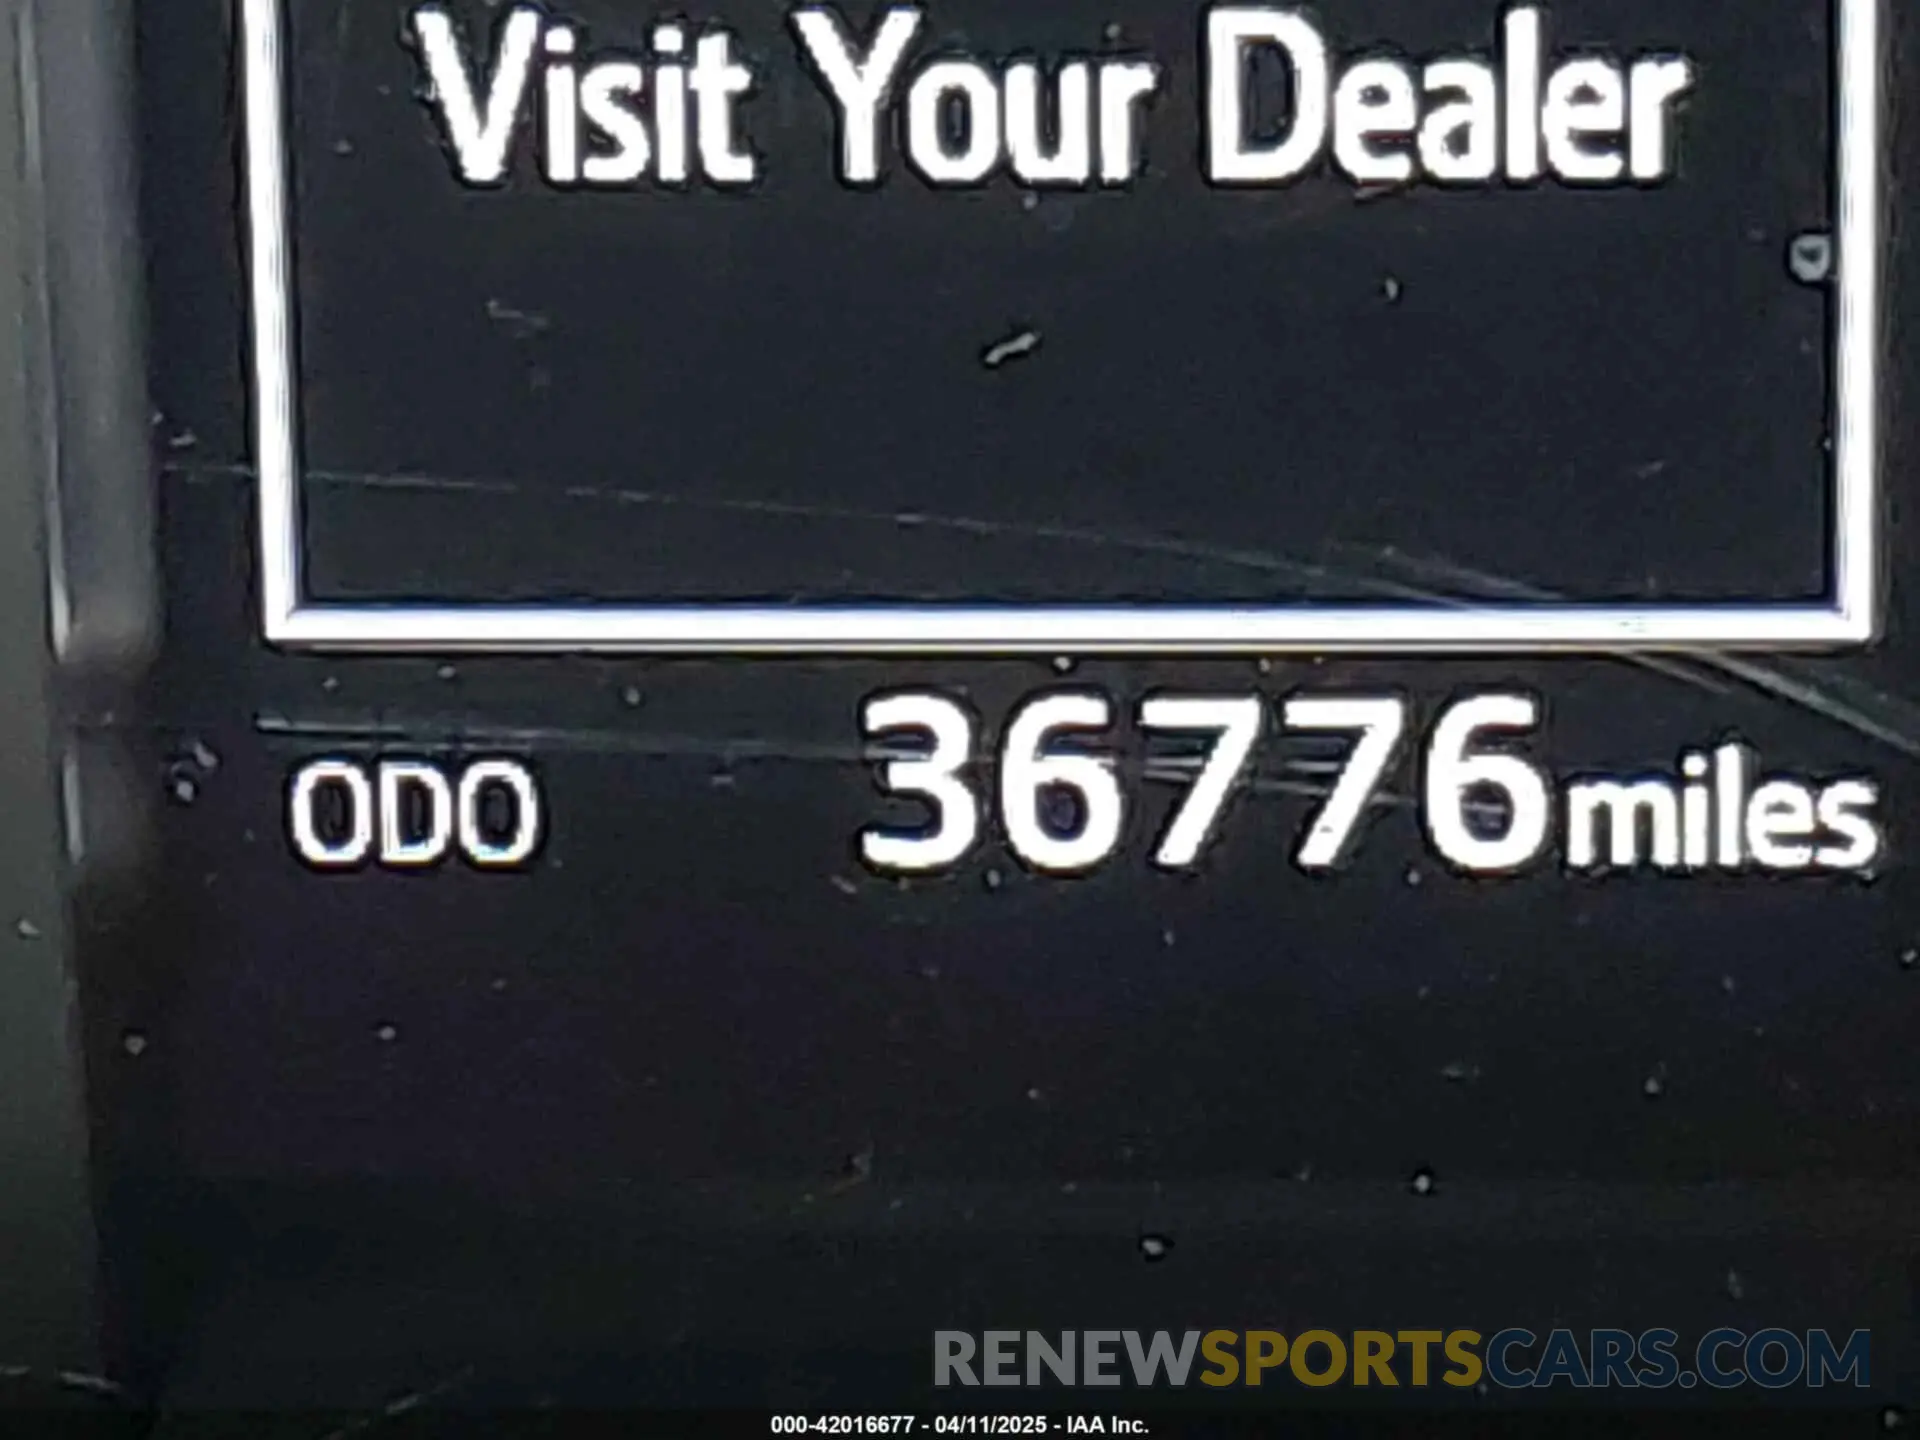 Visit Your Dealer
ODO 36776 miles
RENEWSPORTSCARS.COM
000-42016677 - 04/11/2025 - IAA Inc.